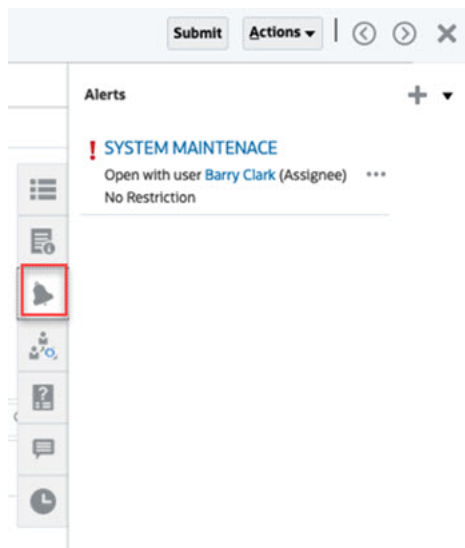 Submit Actions
Alerts
! SYSTEM MAINTENACE
Open with user Barry Clark (Assignee)
No Restriction